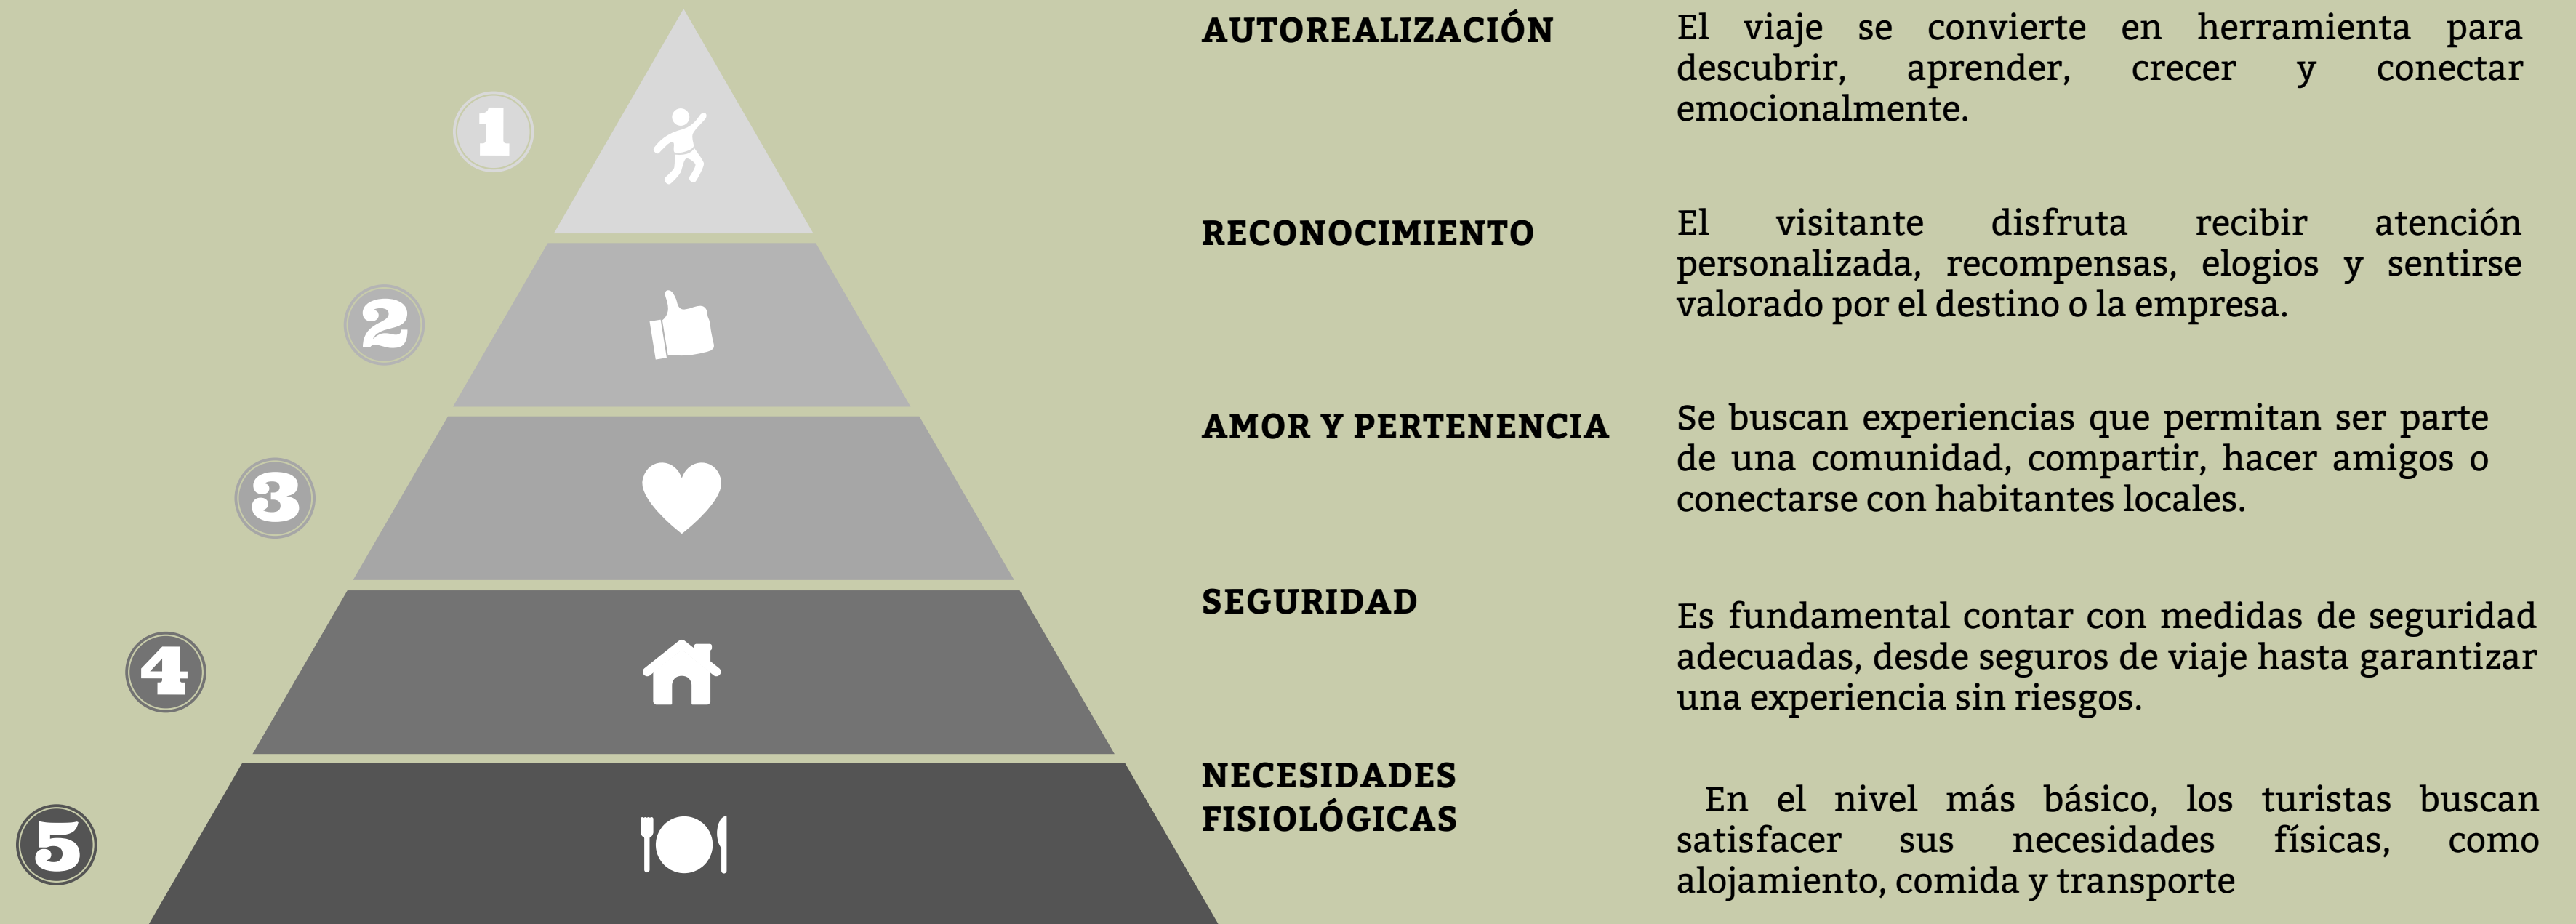 1
AUTOREALIZACIÓN
El viaje se convierte en herramienta para
descubrir, aprender, crecer y conectar
emocionalmente.
2
RECONOCIMIENTO
El visitante disfruta recibir atención
personalizada, recompensas, elogios y sentirse
valorado por el destino o la empresa.
3
AMOR Y PERTENENCIA
Se buscan experiencias que permitan ser parte
de una comunidad, compartir, hacer amigos o
conectarse con habitantes locales.
4
SEGURIDAD
Es fundamental contar con medidas de seguridad
adecuadas, desde seguros de viaje hasta garantizar
una experiencia sin riesgos.
5
NECESIDADES
FISIOLÓGICAS
En el nivel más básico, los turistas buscan
satisfacer sus necesidades físicas, como
alojamiento, comida y transporte